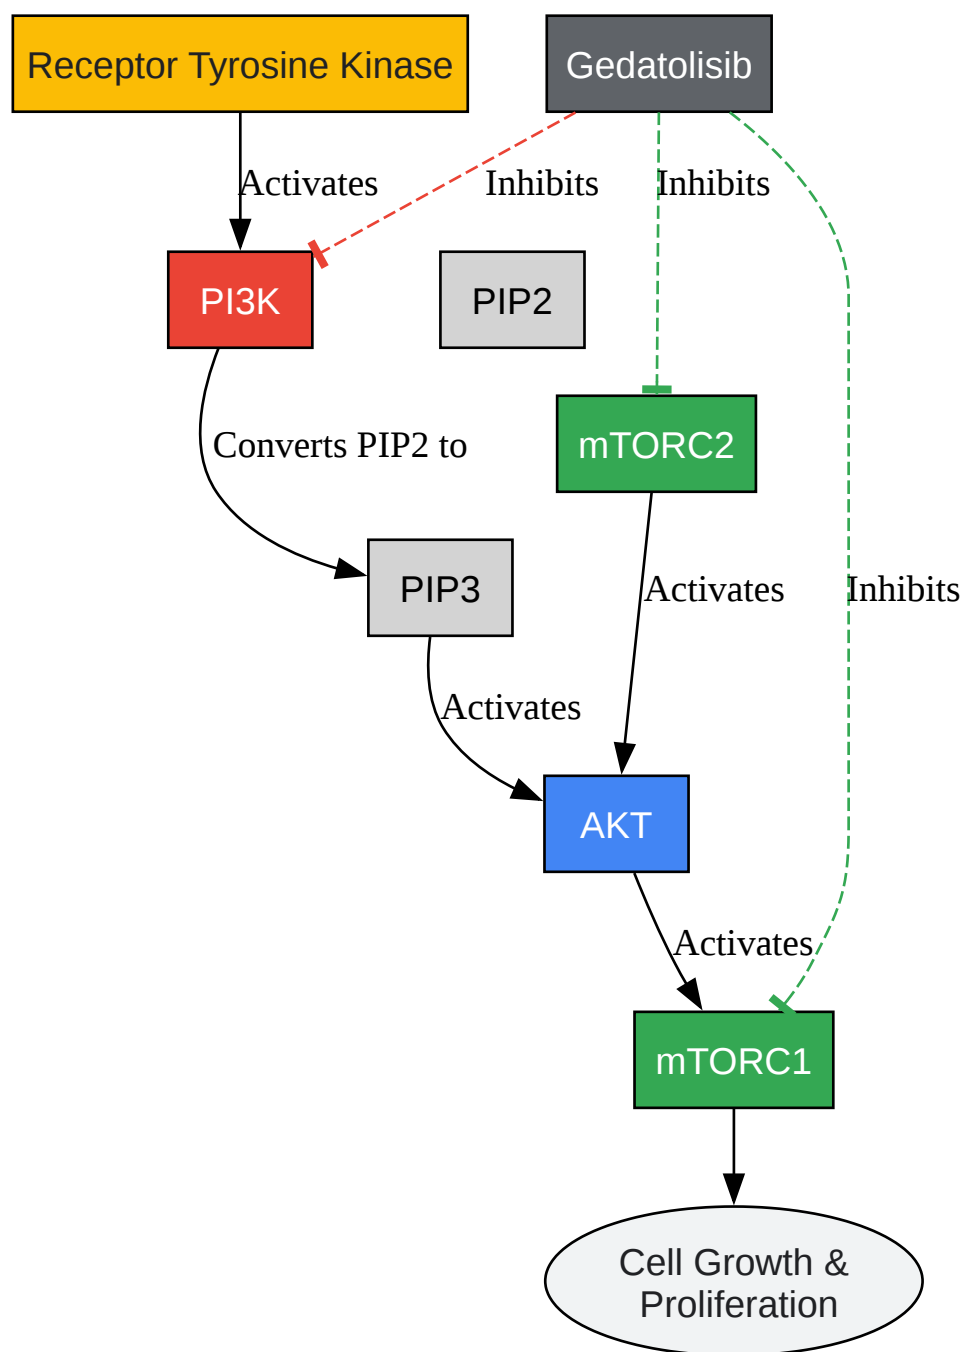 Receptor Tyrosine Kinase
Gedatolisib
Activates
Inhibits
Inhibits
PI3K
PIP2
Converts PIP2 to
mTORC2
PIP3
Activates
Inhibits
Activates
AKT
Activates
mTORC1
Cell Growth &
Proliferation